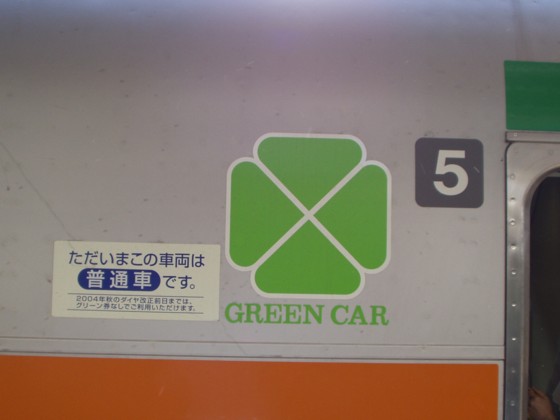 5
ただいまこの車両は
普通車です。
2004年秋のダイヤ改正前日までは、
グリーン券なしでご利用いただけます。
GREEN CAR